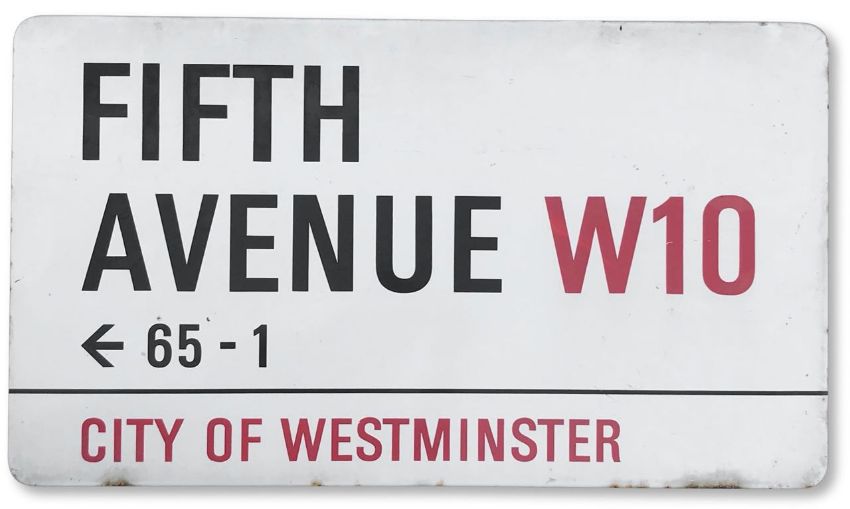 FIFTH
AVENUE W10
← 65 - 1
CITY OF WESTMINSTER